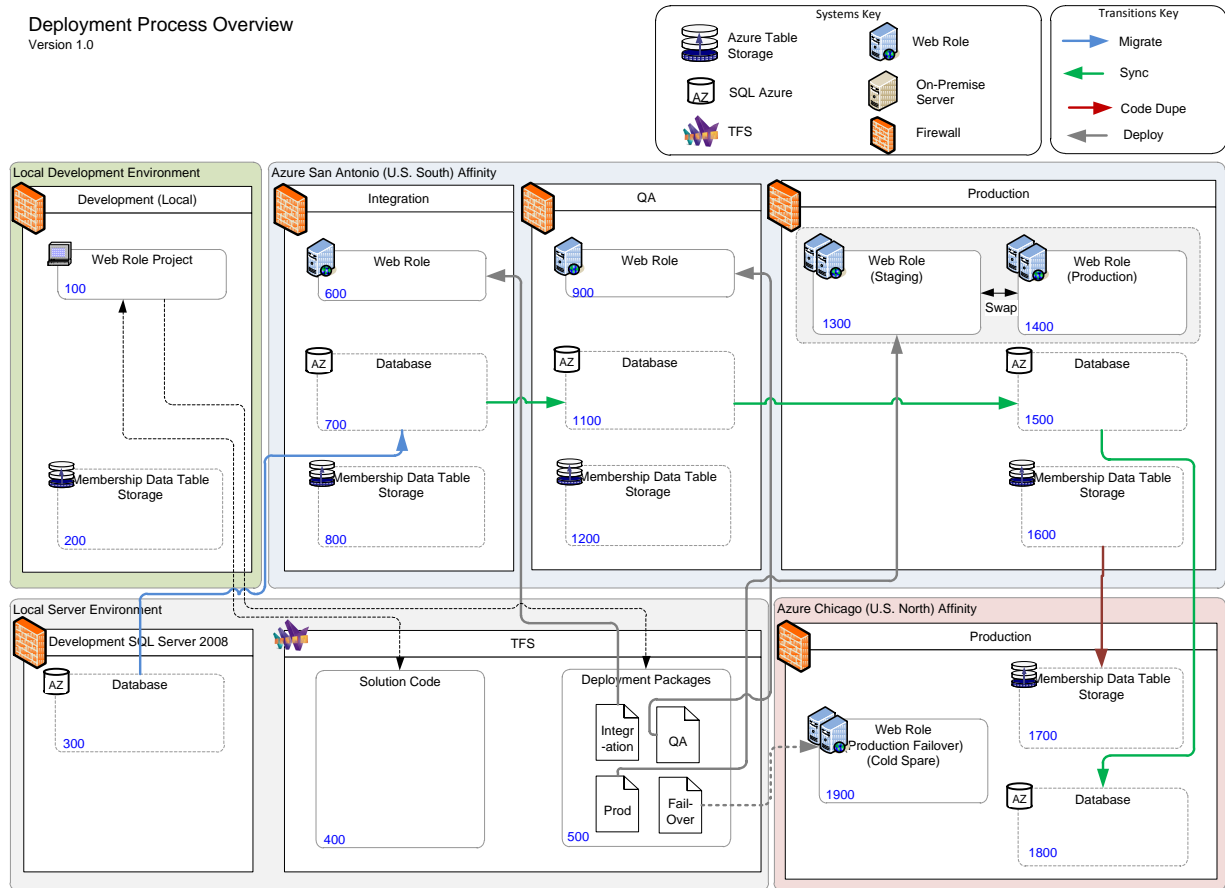 Deployment Process Overview
Version 1.0
Systems Key
Azure Table
Storage
Web Role
SQL Azure
AZ
On-Premise
Server
TFS
Firewall
Transitions Key
Migrate
Sync
Code Dupe
Deploy
Local Development Environment
Development (Local)
Web Role Project
100
Membership Data Table
Storage
200
Azure San Antonio (U.S. South) Affinity
Integration
Web Role
600
AZ
Database
700
Membership Data Table
Storage
800
QA
Web Role
900
AZ
Database
1100
Membership Data Table
Storage
1200
Production
Web Role
(Staging)
1300
Swap
Web Role
(Production)
1400
AZ
Database
1500
Membership Data Table
Storage
1600
Local Server Environment
Development SQL Server 2008
AZ
Database
300
TFS
Solution Code
400
Deployment Packages
Integr
-ation
QA
Prod
Fail-
Over
500
Azure Chicago (U.S. North) Affinity
Production
Membership Data Table
Storage
1700
Web Role
(Production Failover)
(Cold Spare)
1900
AZ
Database
1800